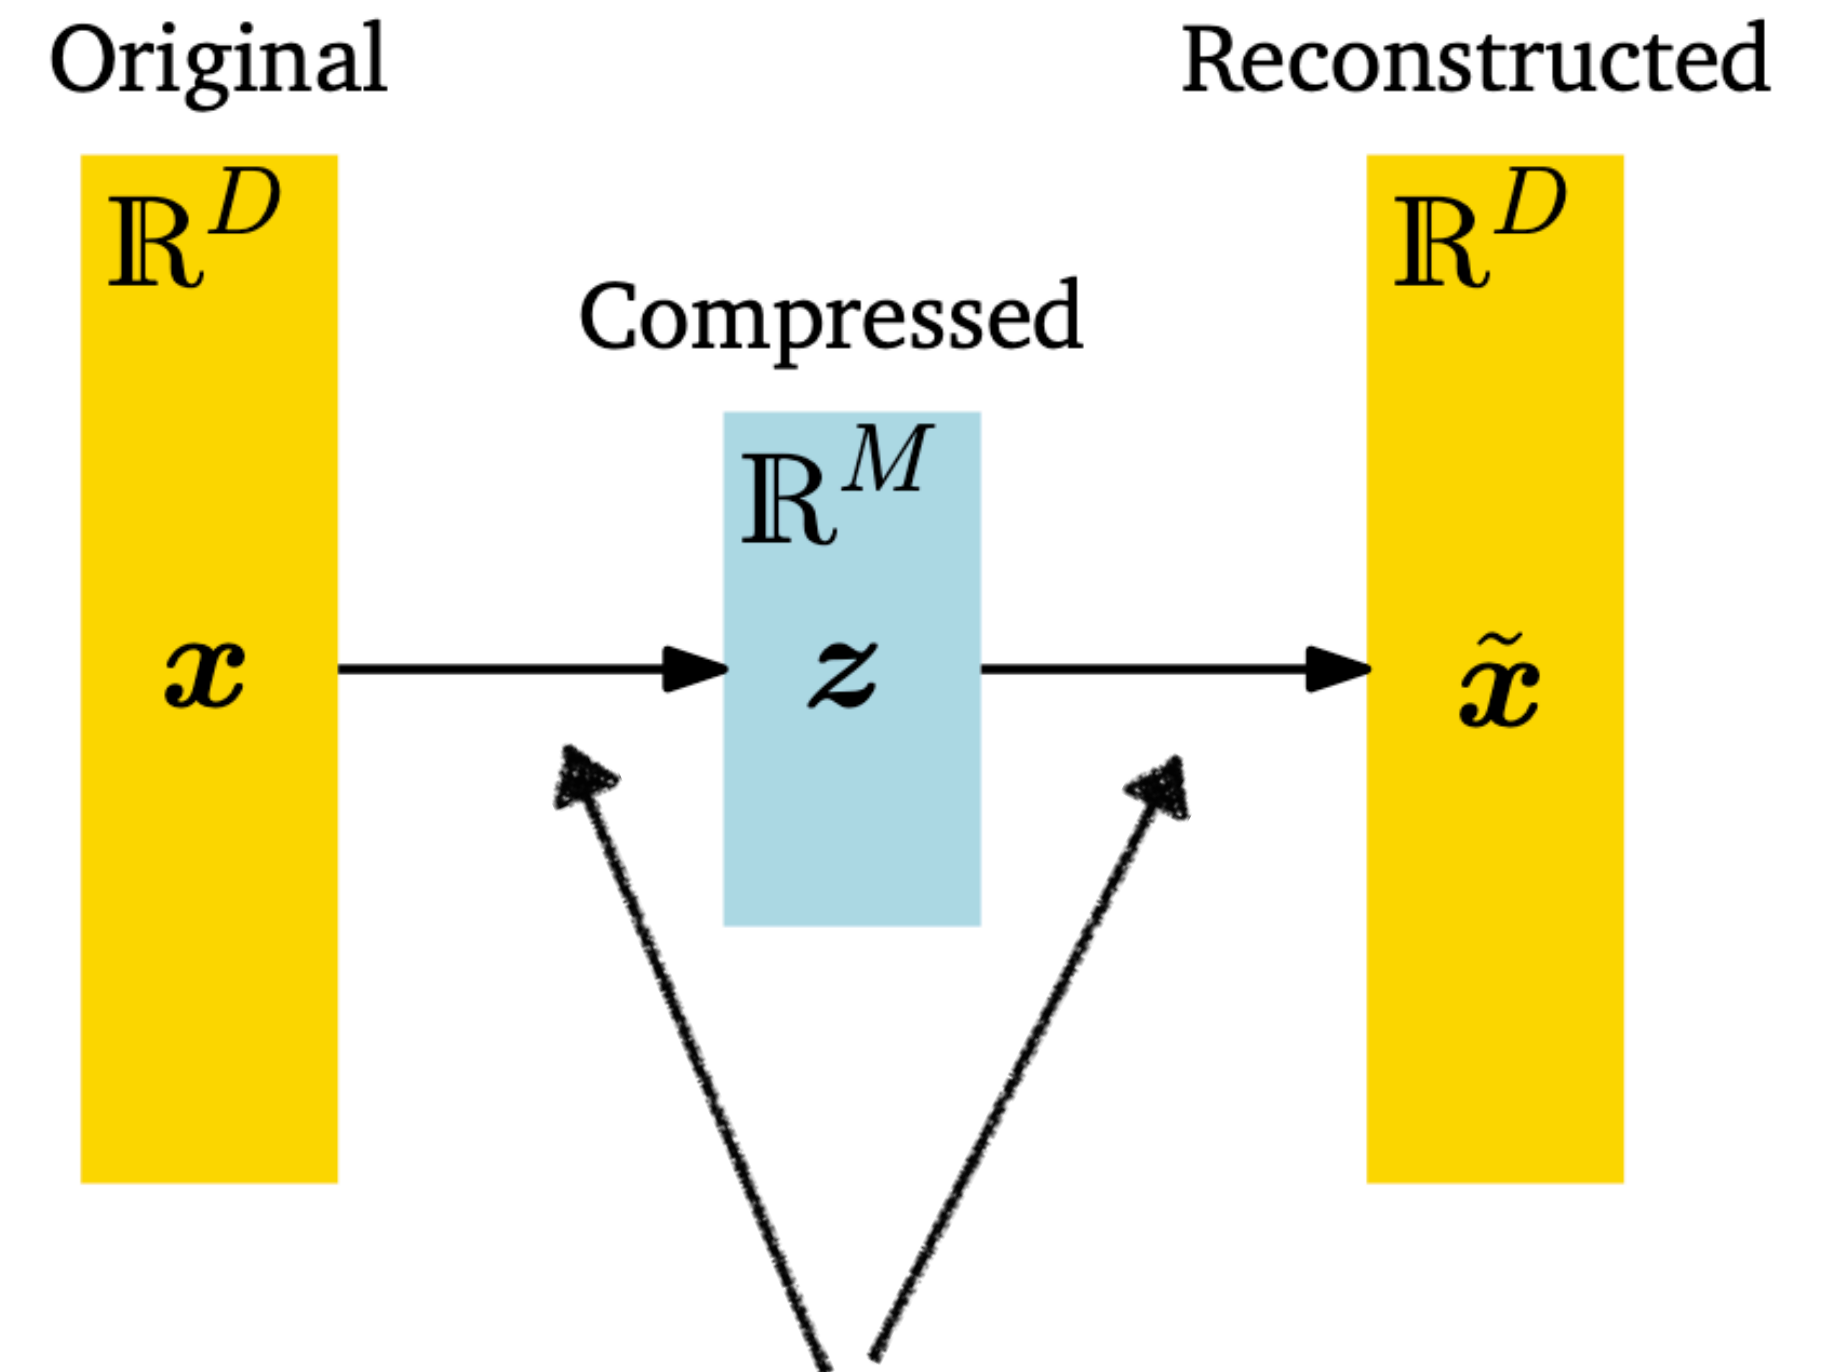 Original
Reconstructed
ℝ^D
ℝ^D
Compressed
ℝ^M
x
z
x̃